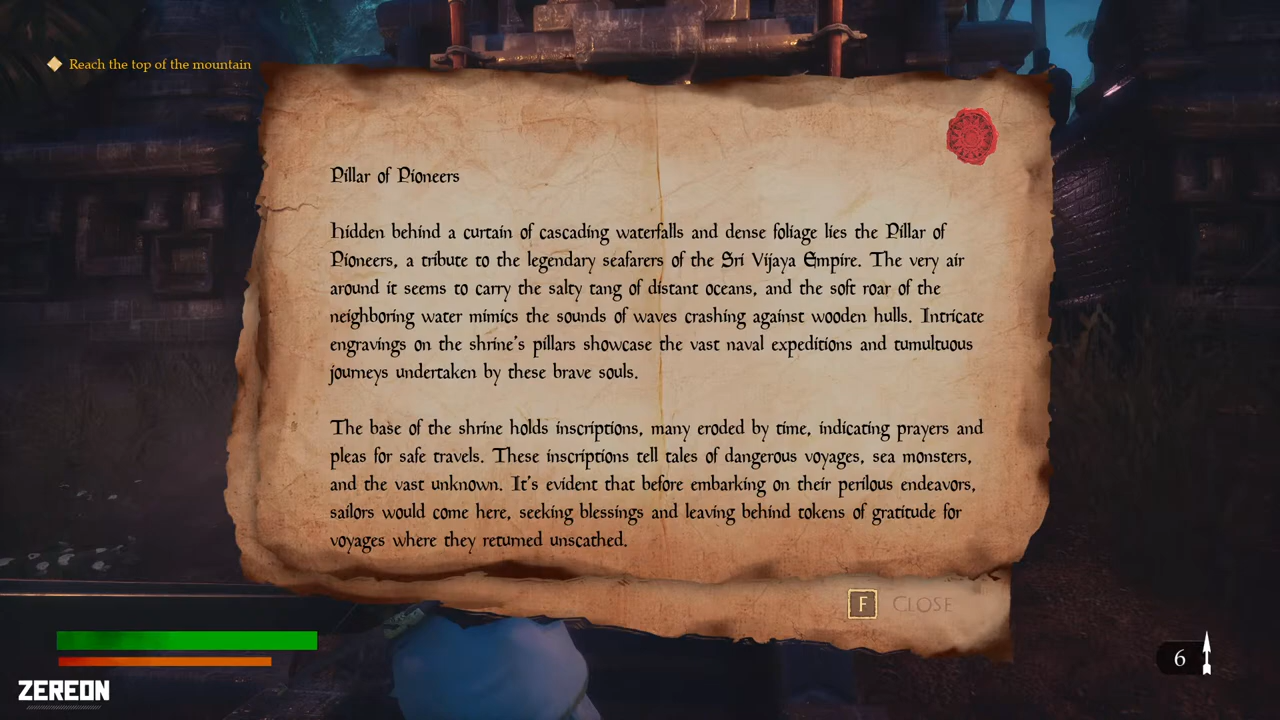 Reach the top of the mountain
Pillar of Pioneers
Hidden behind a curtain of cascading waterfalls and dense foliage lies the Pillar of
Pioneers, a tribute to the legendary seafarers of the Sri Vijaya Empire. The very air
around it seems to carry the salty tang of distant oceans, and the soft roar of the
neighboring water mimics the sounds of waves crashing against wooden hulls. Intricate
engravings on the shrine's pillars showcase the vast naval expeditions and tumultuous
journeys undertaken by these brave souls.
The base of the shrine holds inscriptions, many eroded by time, indicating prayers and
pleas for safe travels. These inscriptions tell tales of dangerous voyages, sea monsters,
and the vast unknown. It's evident that before embarking on their perilous endeavors,
sailors would come here, seeking blessings and leaving behind tokens of gratitude for
voyages where they returned unscathed.
F CLOSE
6
ZEREON